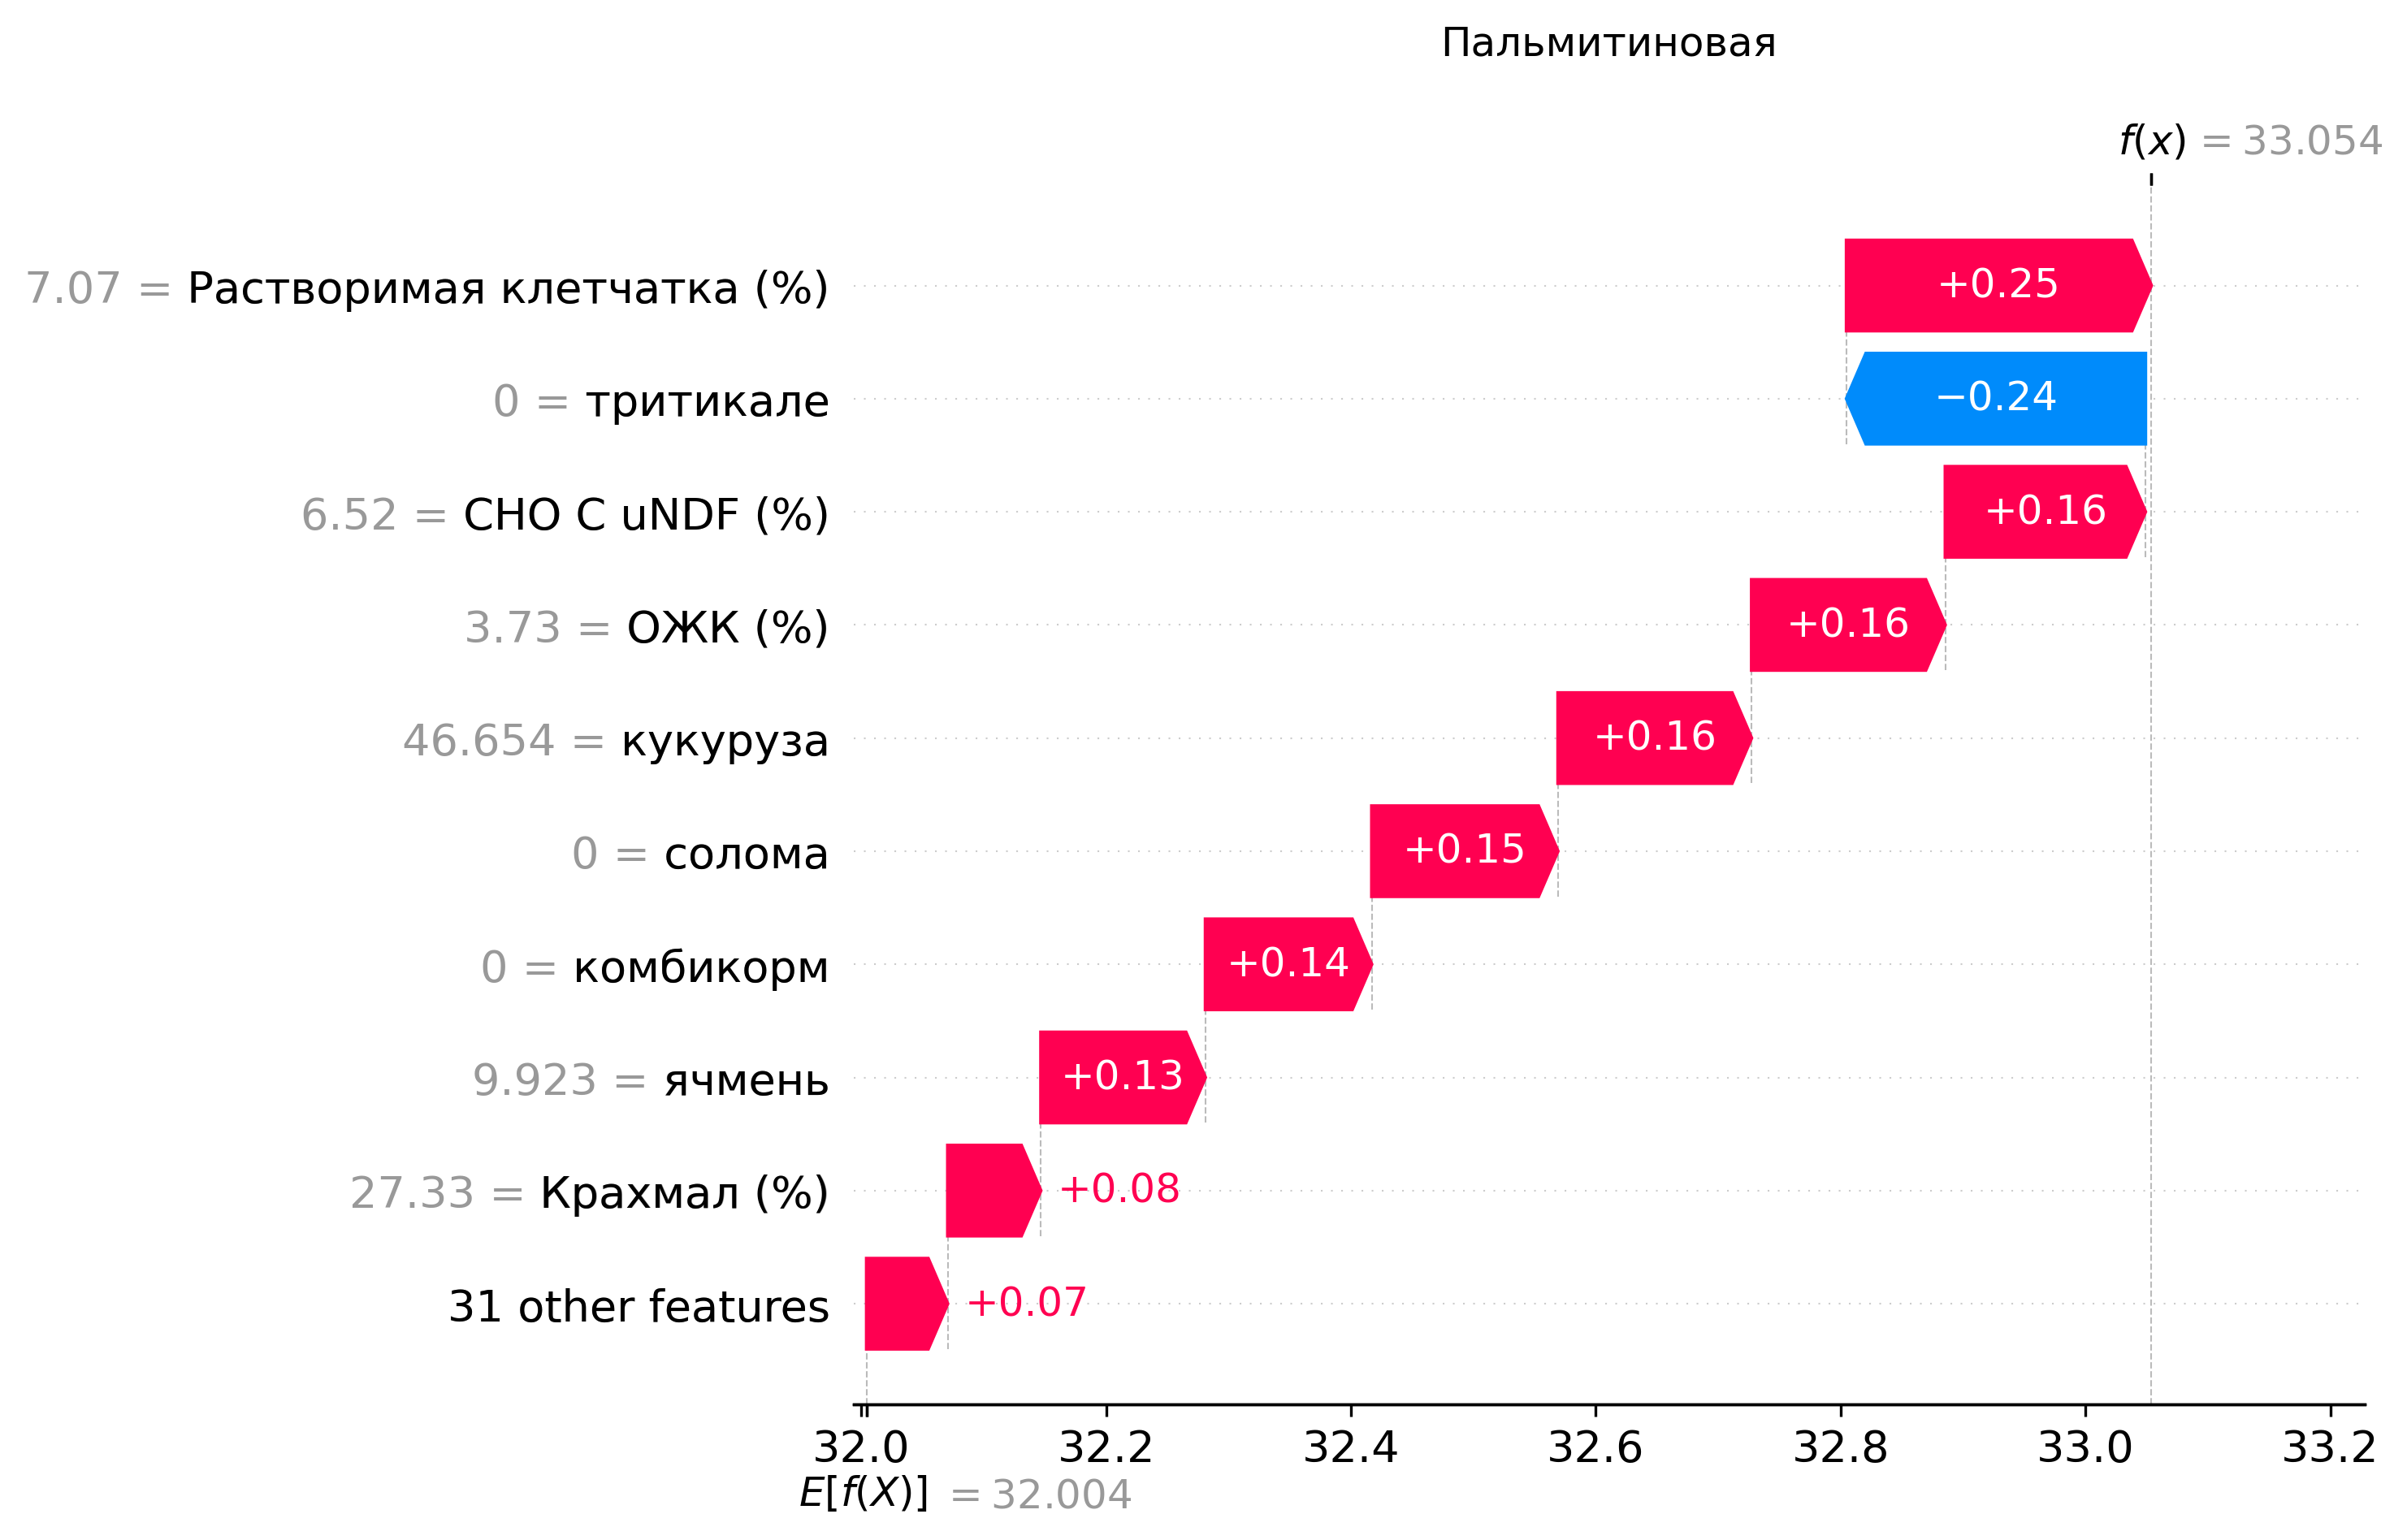 Пальмитиновая
f(x) = 33.054
7.07 = Растворимая клетчатка (%)
+0.25
0 = тритикале
−0.24
6.52 = CHO C uNDF (%)
+0.16
3.73 = ОЖК (%)
+0.16
46.654 = кукуруза
+0.16
0 = солома
+0.15
0 = комбикорм
+0.14
9.923 = ячмень
+0.13
27.33 = Крахмал (%)
+0.08
31 other features
+0.07
32.0 32.2 32.4 32.6 32.8 33.0 33.2
E[f(X)] = 32.004